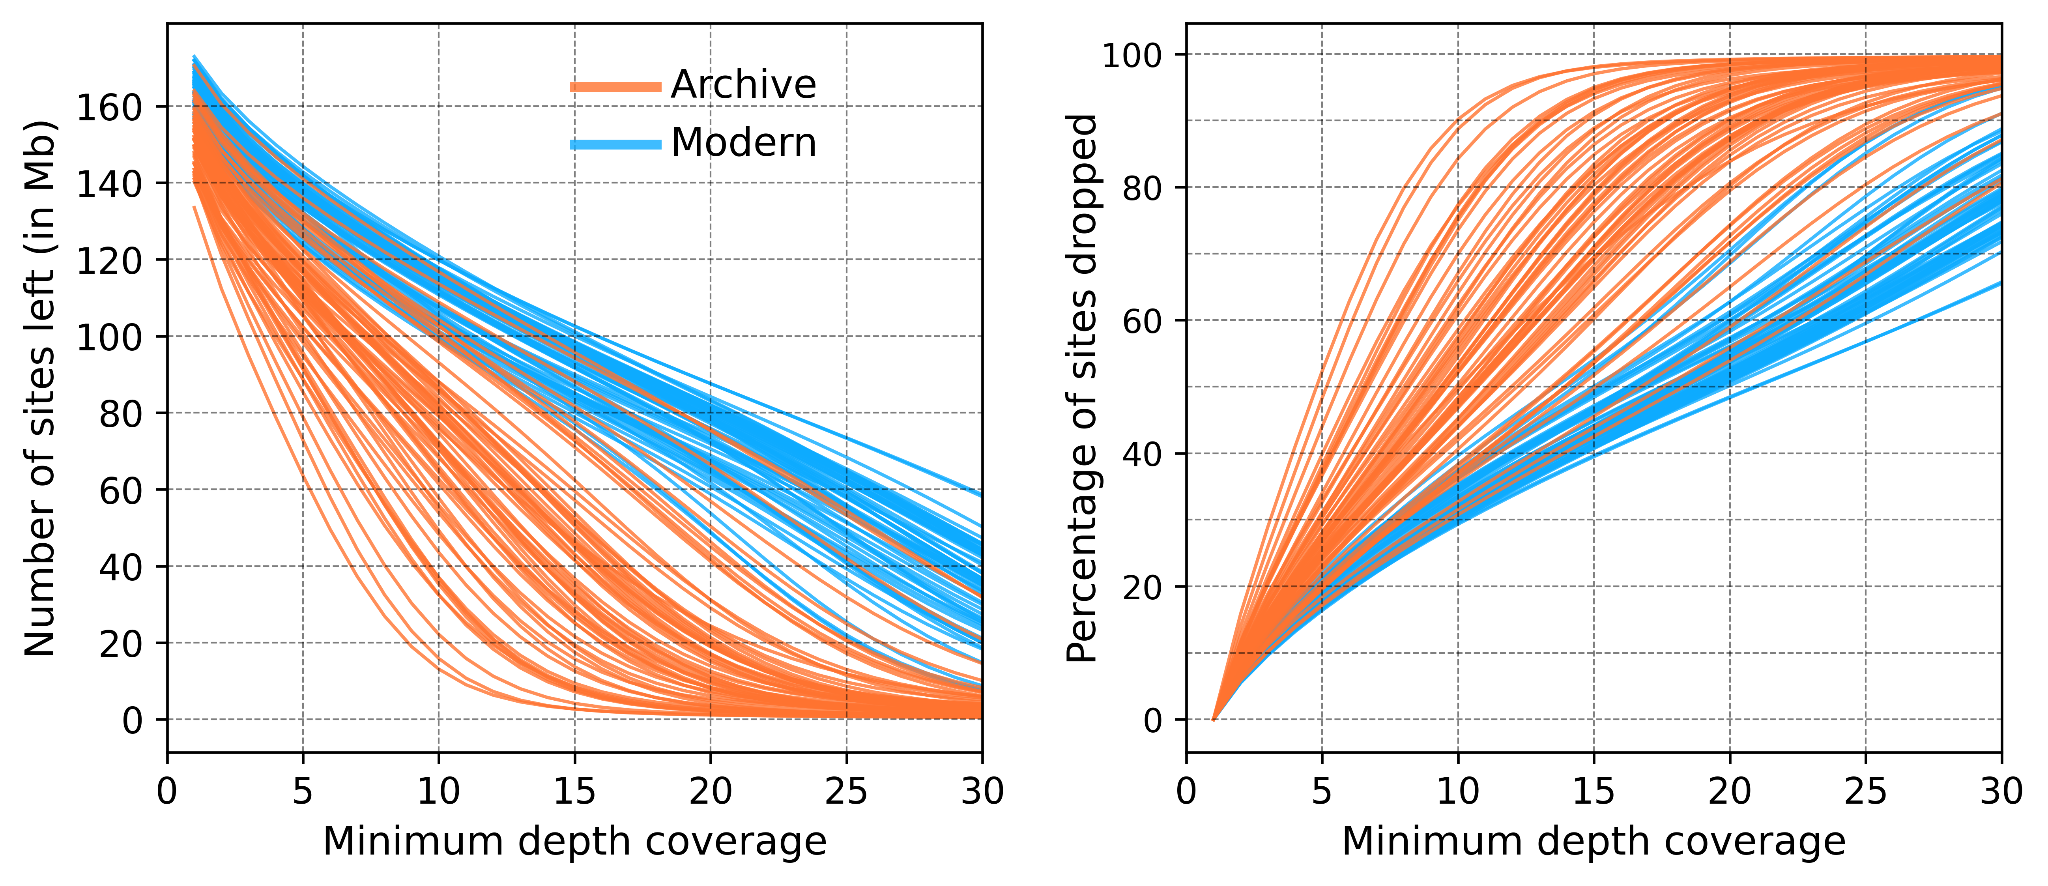 Number of sites left (in Mb)
160
140
120
100
80
60
40
20
0
Archive
Modern
0 5 10 15 20 25 30
Minimum depth coverage
Percentage of sites dropped
100
80
60
40
20
0
0 5 10 15 20 25 30
Minimum depth coverage